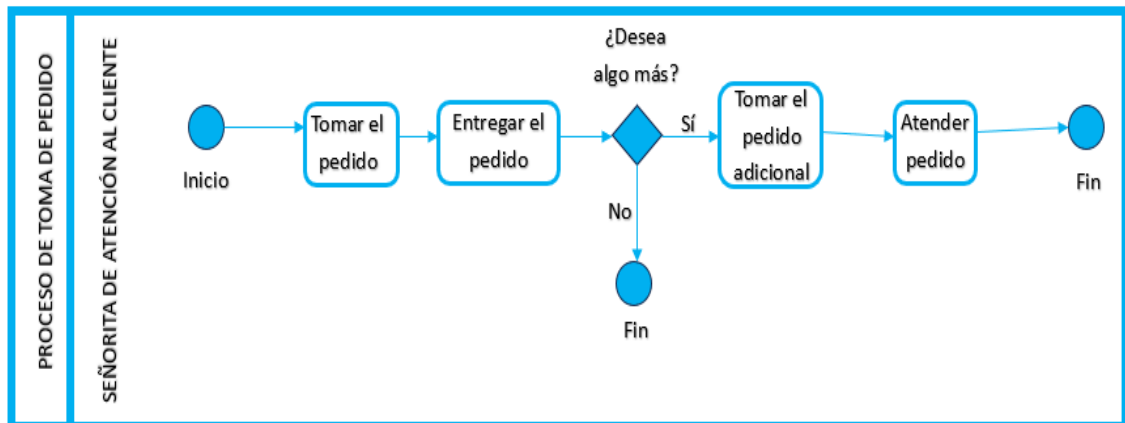 PROCESO DE TOMA DE PEDIDO
SEÑORITA DE ATENCIÓN AL CLIENTE
Inicio
Tomar el
pedido
Entregar el
pedido
¿Desea
algo más?
Sí
No
Fin
Tomar el
pedido
adicional
Atender
pedido
Fin